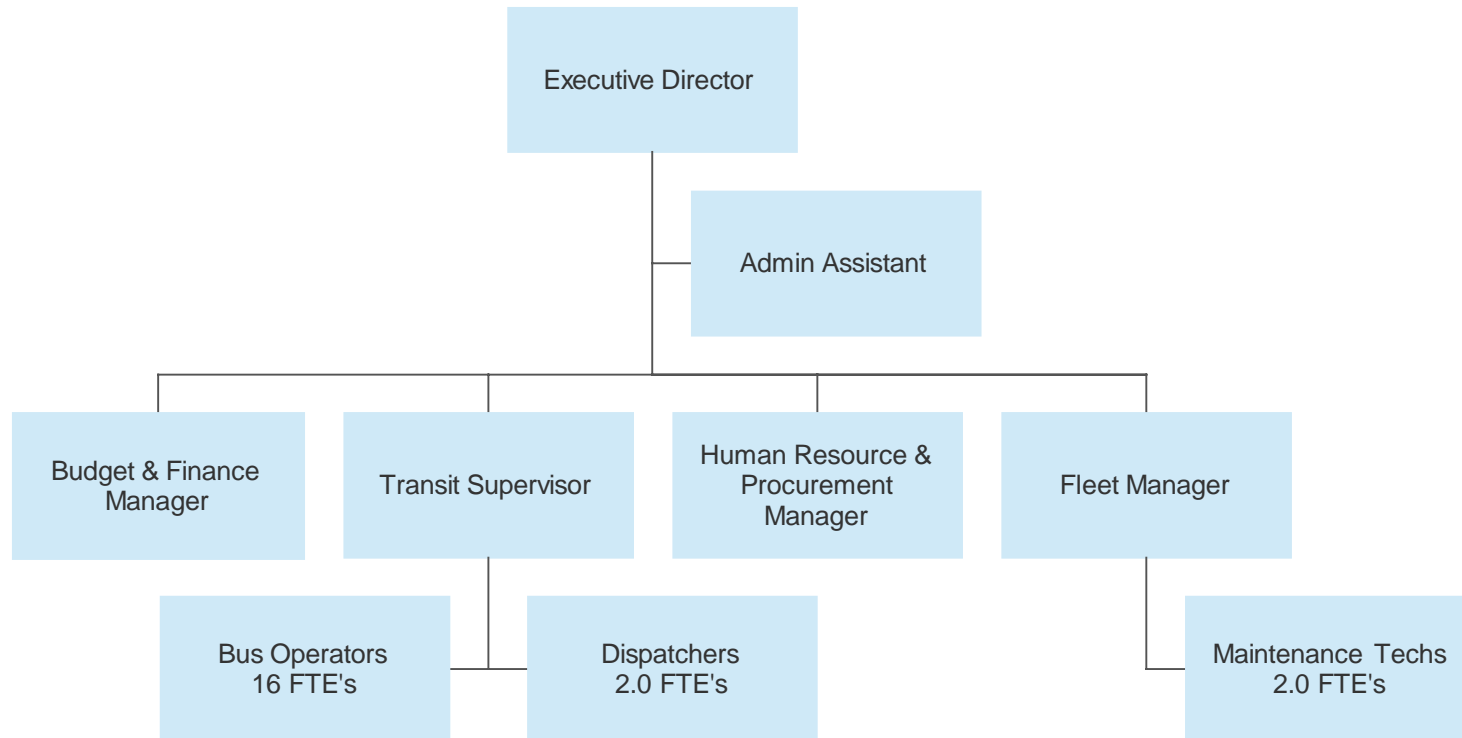 Executive Director
Admin Assistant
Budget & Finance
Manager
Transit Supervisor
Human Resource &
Procurement
Manager
Fleet Manager
Bus Operators
16 FTE's
Dispatchers
2.0 FTE's
Maintenance Techs
2.0 FTE's